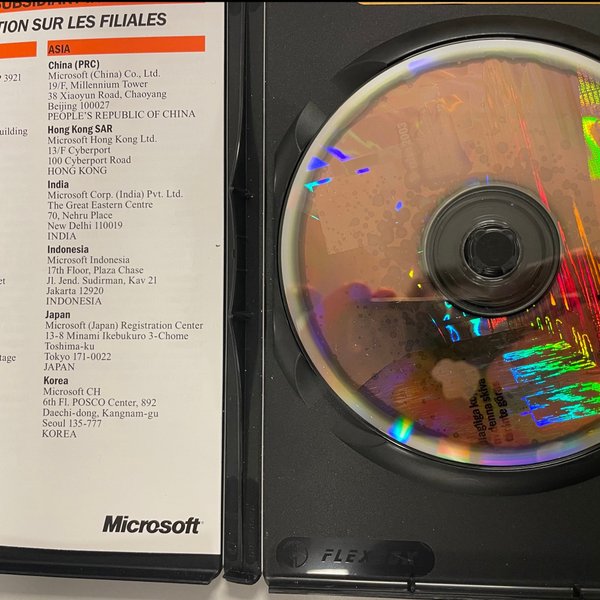 TION SUR LES FILIALES
3921
uilding
et
tage
ASIA
China (PRC)
Microsoft (China) Co., Ltd.
19/F, Millennium Tower
38 Xiaoyun Road, Chaoyang
Beijing 100027
PEOPLE'S REPUBLIC OF CHINA
Hong Kong SAR
Microsoft Hong Kong Ltd.
13/F Cyberport
100 Cyberport Road
HONG KONG
India
Microsoft Corp. (India) Pvt. Ltd.
The Great Eastern Centre
70, Nehru Place
New Delhi 110019
INDIA
Indonesia
Microsoft Indonesia
17th Floor, Plaza Chase
Jl. Jend. Sudirman, Kav 21
Jakarta 12920
INDONESIA
Japan
Microsoft (Japan) Registration Center
13-8 Minami Ikebukuro 3-Chome
Toshima-ku
Tokyo 171-0022
JAPAN
Korea
Microsoft CH
6th Fl. POSCO Center, 892
Daechi-dong, Kangnam-gu
Seoul 135-777
KOREA
Microsoft
denna skiva